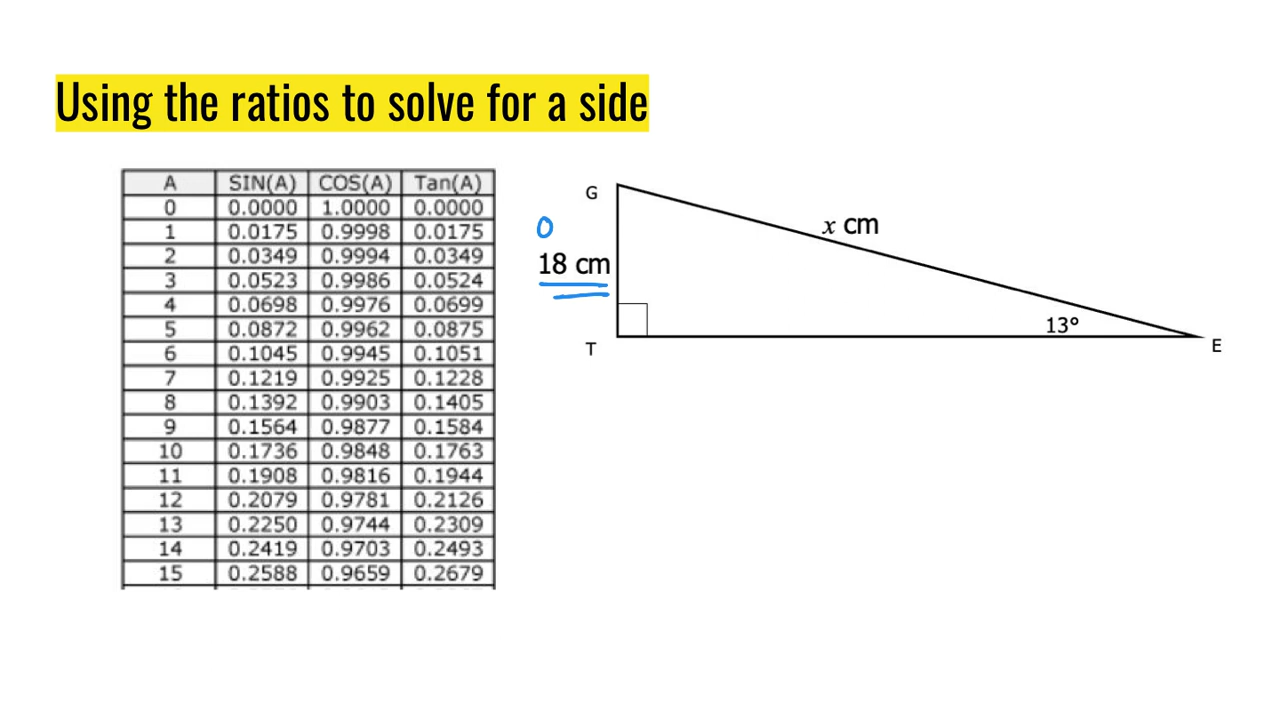 Using the ratios to solve for a side
A SIN(A) COS(A) Tan(A)
0 0.0000 1.0000 0.0000
1 0.0175 0.9998 0.0175
2 0.0349 0.9994 0.0349
3 0.0523 0.9986 0.0524
4 0.0698 0.9976 0.0699
5 0.0872 0.9962 0.0875
6 0.1045 0.9945 0.1051
7 0.1219 0.9925 0.1228
8 0.1392 0.9903 0.1405
9 0.1564 0.9877 0.1584
10 0.1736 0.9848 0.1763
11 0.1908 0.9816 0.1944
12 0.2079 0.9781 0.2126
13 0.2250 0.9744 0.2309
14 0.2419 0.9703 0.2493
15 0.2588 0.9659 0.2679
G
O
18 cm
x cm
13°
T
E